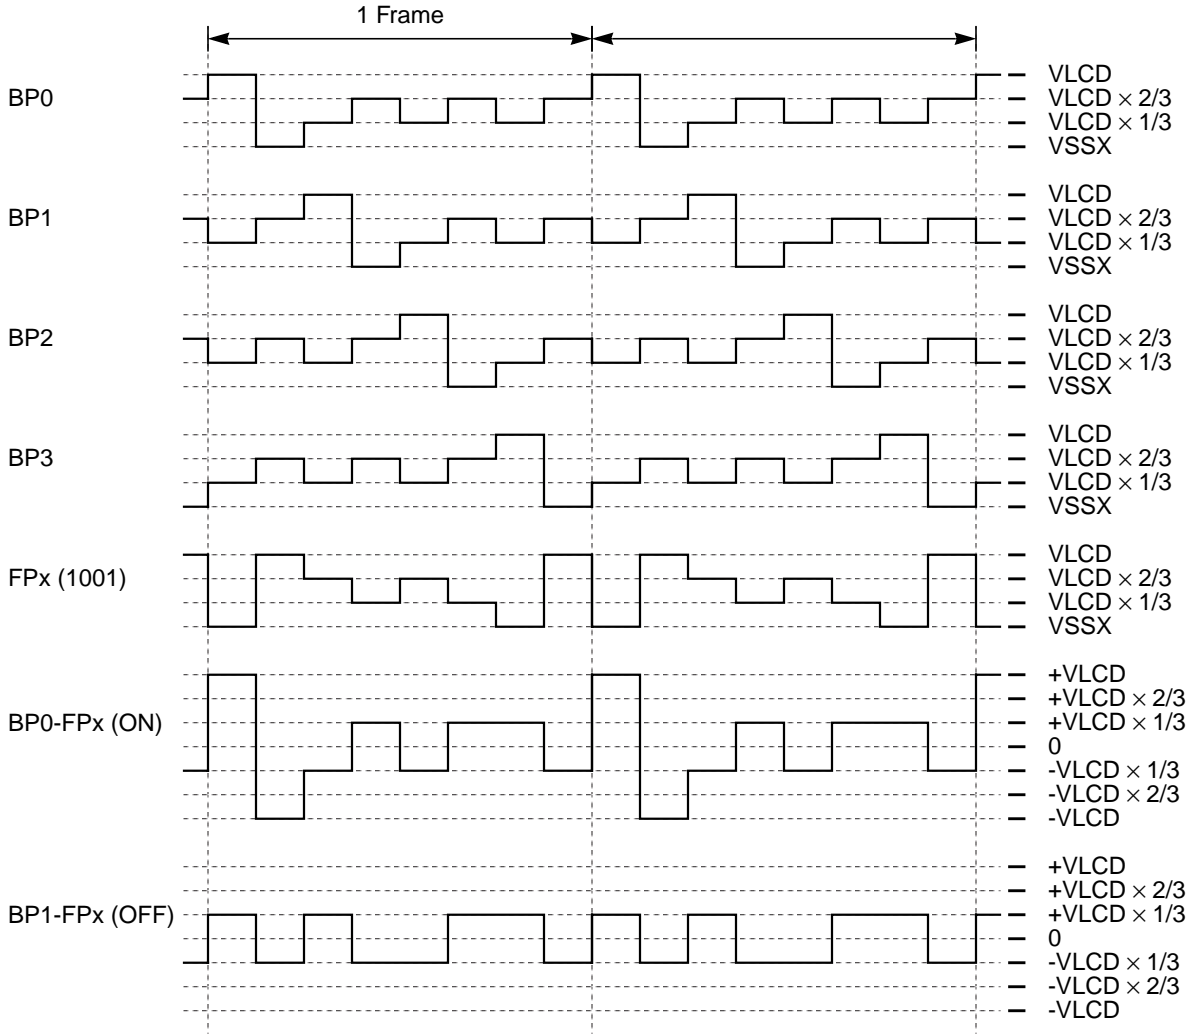 1 Frame
BP0
VLCD
VLCD × 2/3
VLCD × 1/3
VSSX
BP1
VLCD
VLCD × 2/3
VLCD × 1/3
VSSX
BP2
VLCD
VLCD × 2/3
VLCD × 1/3
VSSX
BP3
VLCD
VLCD × 2/3
VLCD × 1/3
VSSX
FPx (1001)
VLCD
VLCD × 2/3
VLCD × 1/3
VSSX
BP0-FPx (ON)
+VLCD
+VLCD × 2/3
+VLCD × 1/3
0
-VLCD × 1/3
-VLCD × 2/3
-VLCD
BP1-FPx (OFF)
+VLCD
+VLCD × 2/3
+VLCD × 1/3
0
-VLCD × 1/3
-VLCD × 2/3
-VLCD